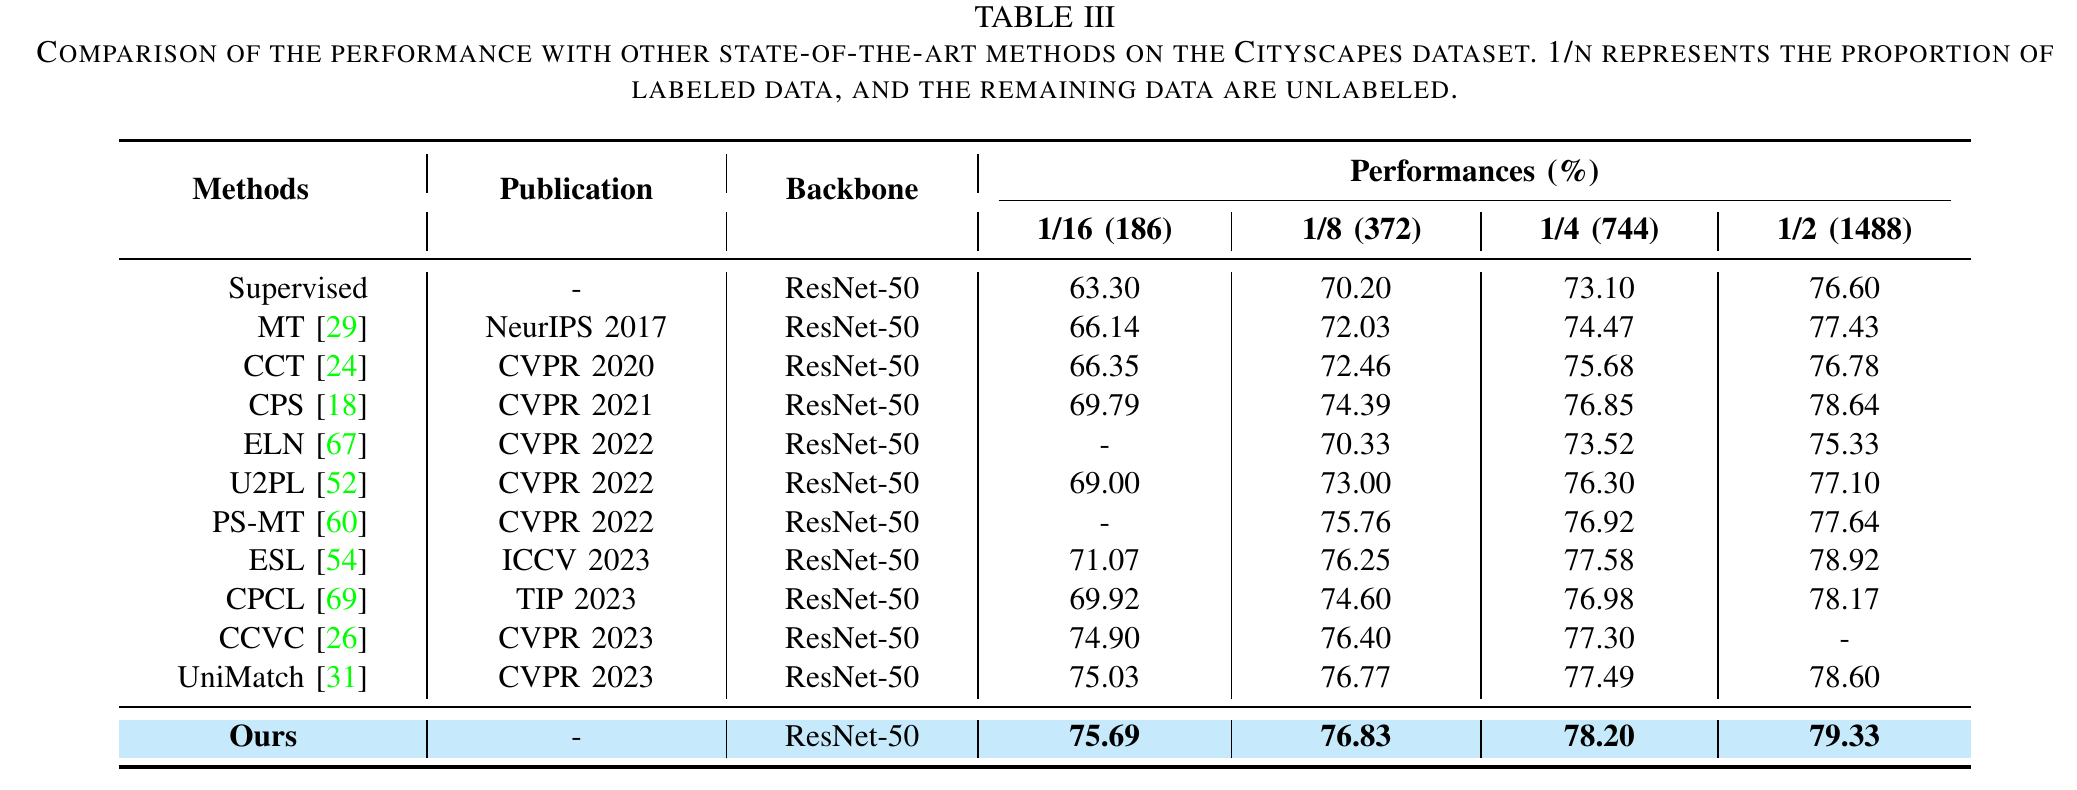 TABLE III
COMPARISON OF THE PERFORMANCE WITH OTHER STATE-OF-THE-ART METHODS ON THE CITYSCAPES DATASET. 1/N REPRESENTS THE PROPORTION OF
LABELED DATA, AND THE REMAINING DATA ARE UNLABELED.
Methods Publication Backbone Performances (%)
1/16 (186) 1/8 (372) 1/4 (744) 1/2 (1488)
Supervised - ResNet-50 63.30 70.20 73.10 76.60
MT [29] NeurIPS 2017 ResNet-50 66.14 72.03 74.47 77.43
CCT [24] CVPR 2020 ResNet-50 66.35 72.46 75.68 76.78
CPS [18] CVPR 2021 ResNet-50 69.79 74.39 76.85 78.64
ELN [67] CVPR 2022 ResNet-50 - 70.33 73.52 75.33
U2PL [52] CVPR 2022 ResNet-50 69.00 73.00 76.30 77.10
PS-MT [60] CVPR 2022 ResNet-50 - 75.76 76.92 77.64
ESL [54] ICCV 2023 ResNet-50 71.07 76.25 77.58 78.92
CPCL [69] TIP 2023 ResNet-50 69.92 74.60 76.98 78.17
CCVC [26] CVPR 2023 ResNet-50 74.90 76.40 77.30 -
UniMatch [31] CVPR 2023 ResNet-50 75.03 76.77 77.49 78.60
Ours - ResNet-50 75.69 76.83 78.20 79.33